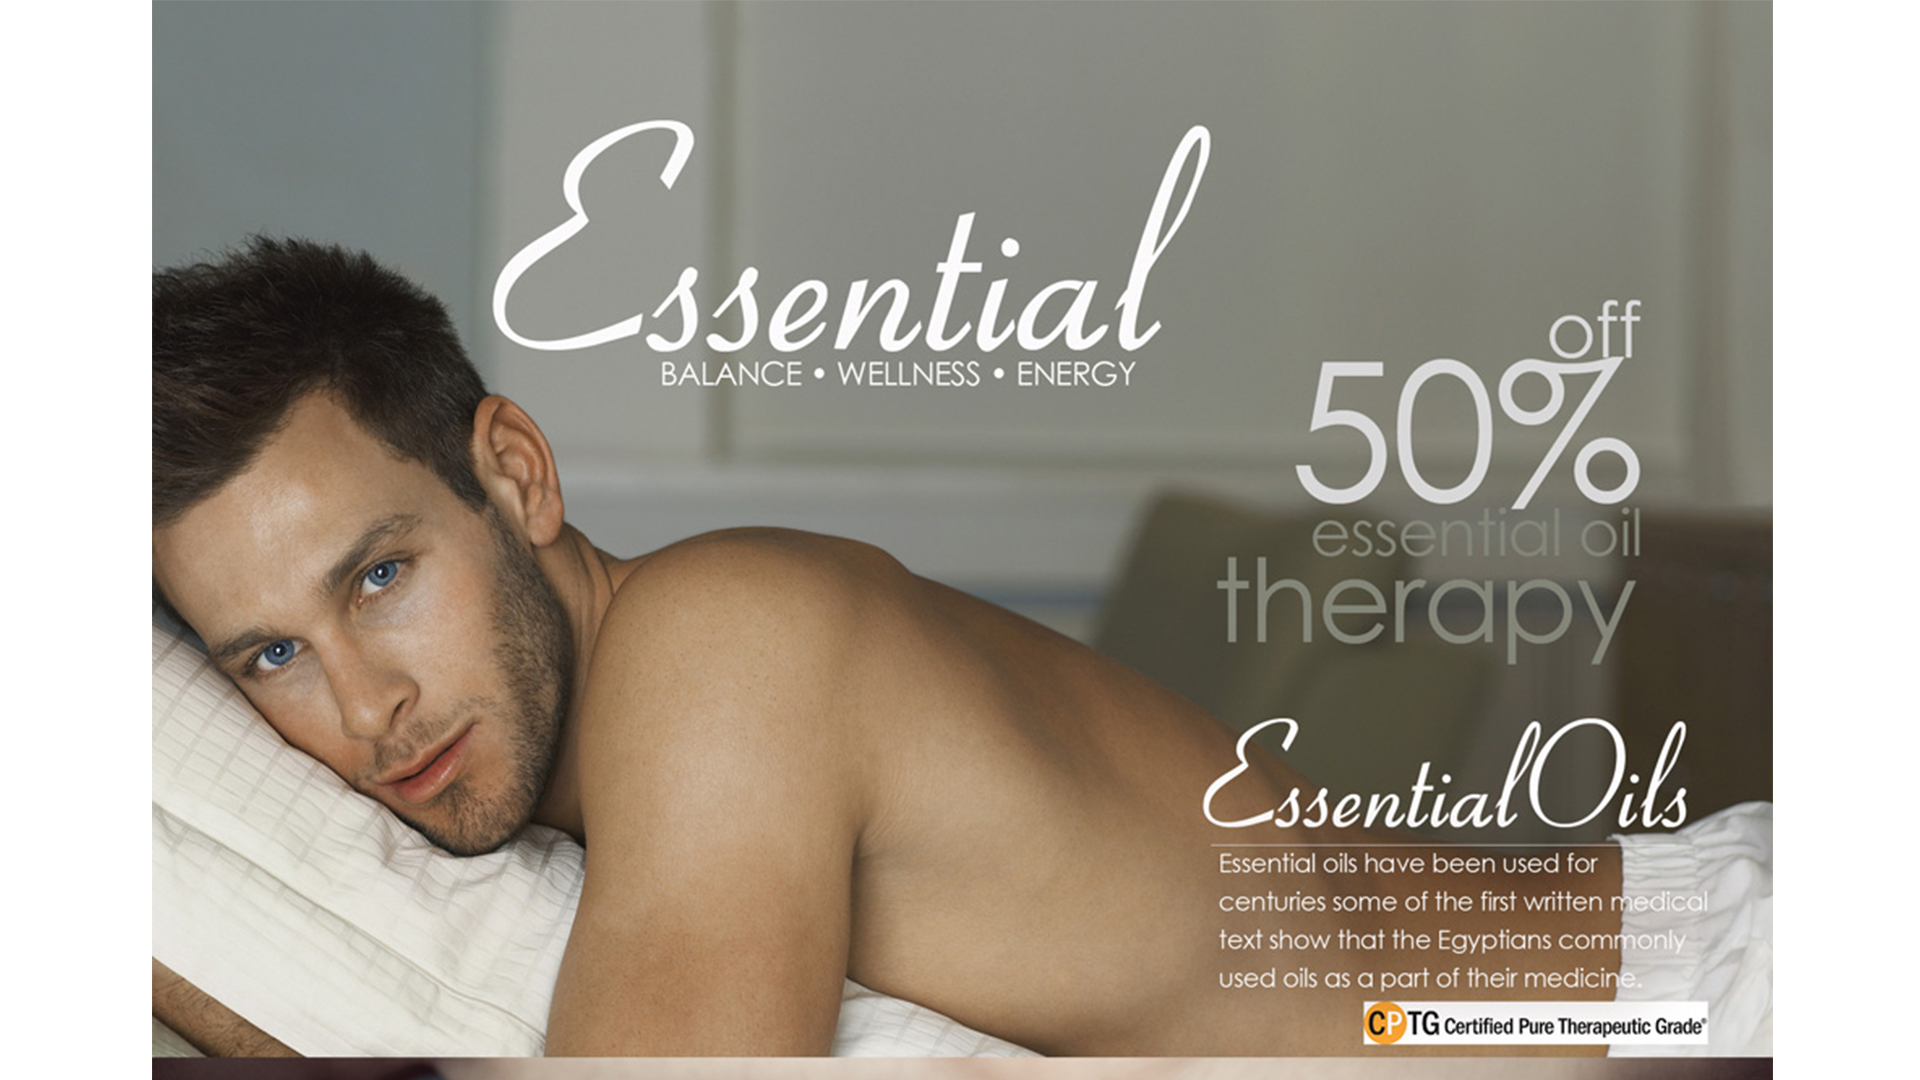 Essential
BALANCE • WELLNESS • ENERGY
off
50%
essential oil
therapy
Essential Oils
Essential oils have been used for
centuries some of the first written medical
text show that the Egyptians commonly
used oils as a part of their medicine.
CPTG Certified Pure Therapeutic Grade®